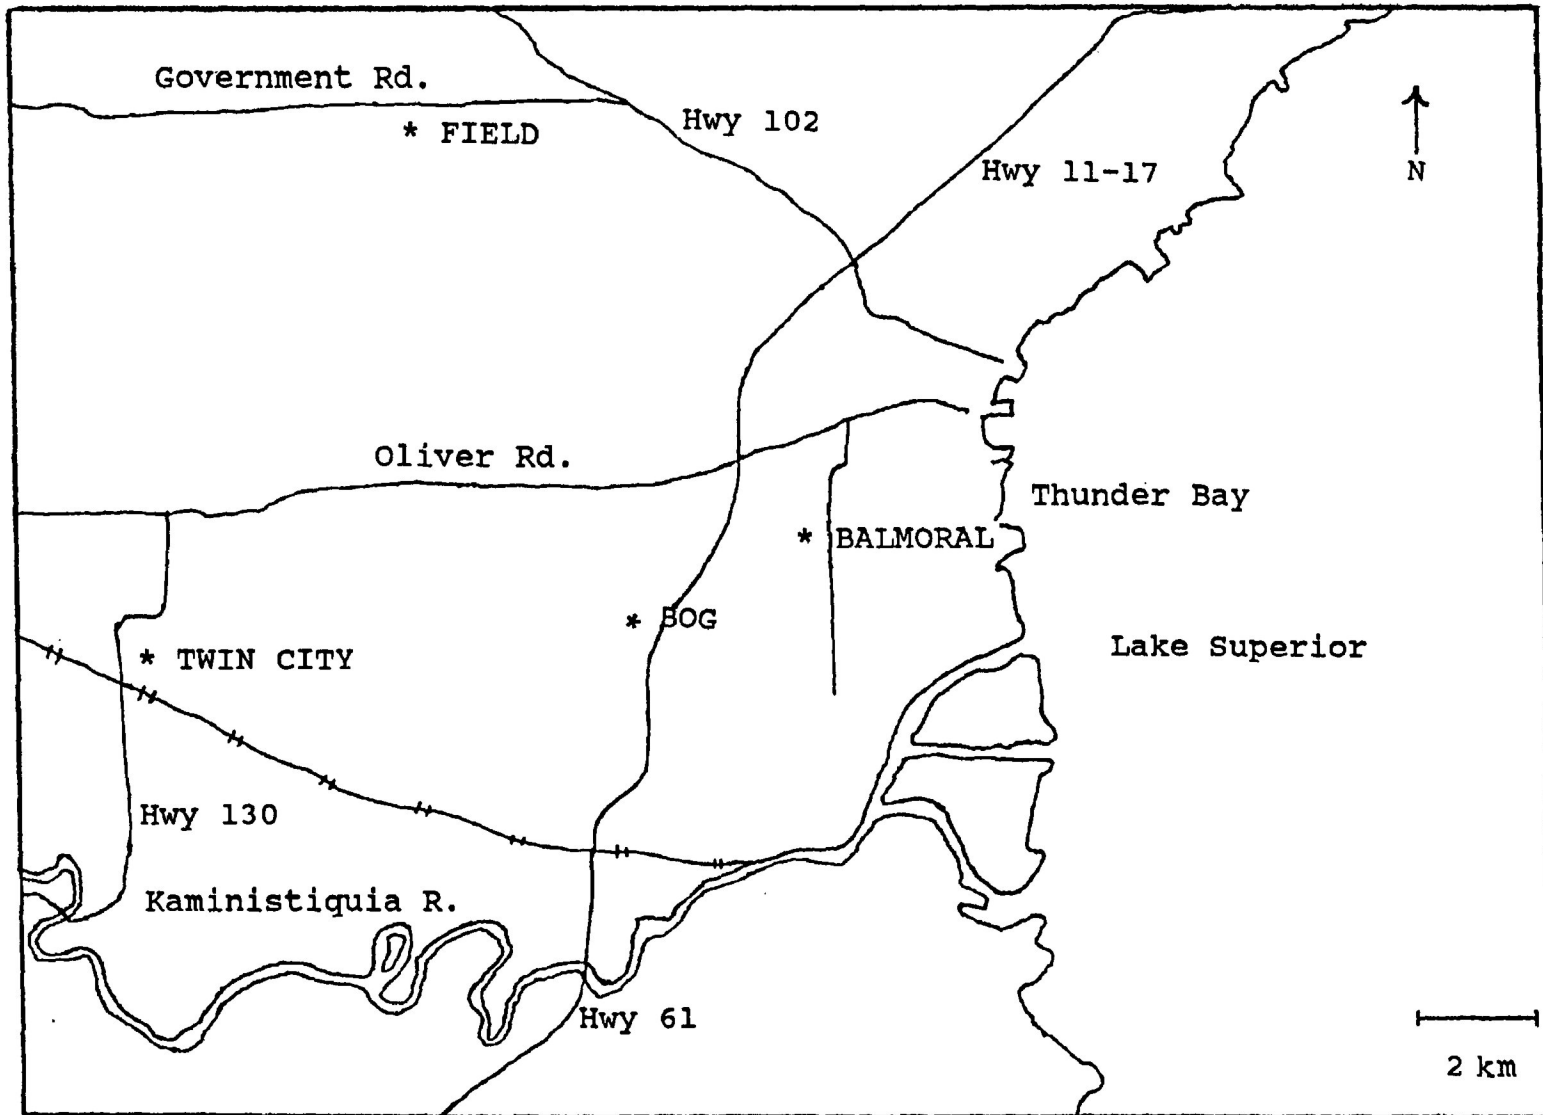 Government Rd.
* FIELD
Hwy 102
Hwy 11-17
N
Oliver Rd.
Thunder Bay
* BALMORAL
* BOG
Lake Superior
* TWIN CITY
Hwy 130
Kaministiquia R.
Hwy 61
2 km